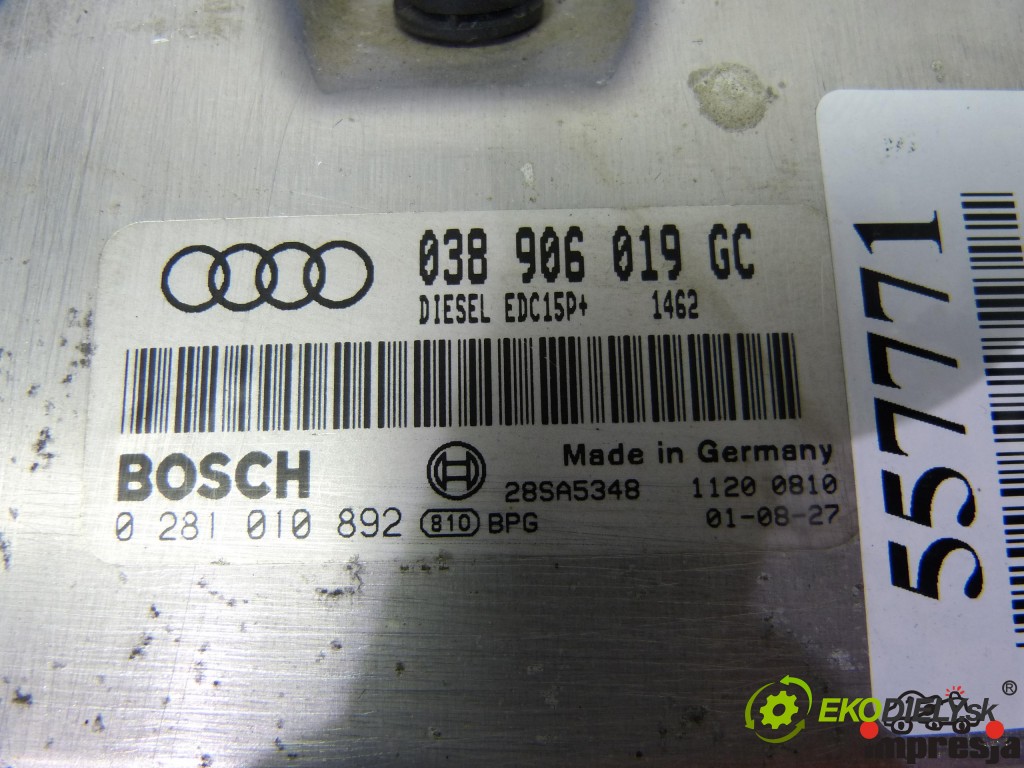 038 906 019 GC
DIESEL EDC15P+ 1462
BOSCH
Made in Germany
28SA5348 1120 0810
0 281 010 892 810 BPG 01-08-27
55771
EKODIELY.sk
impresja ®